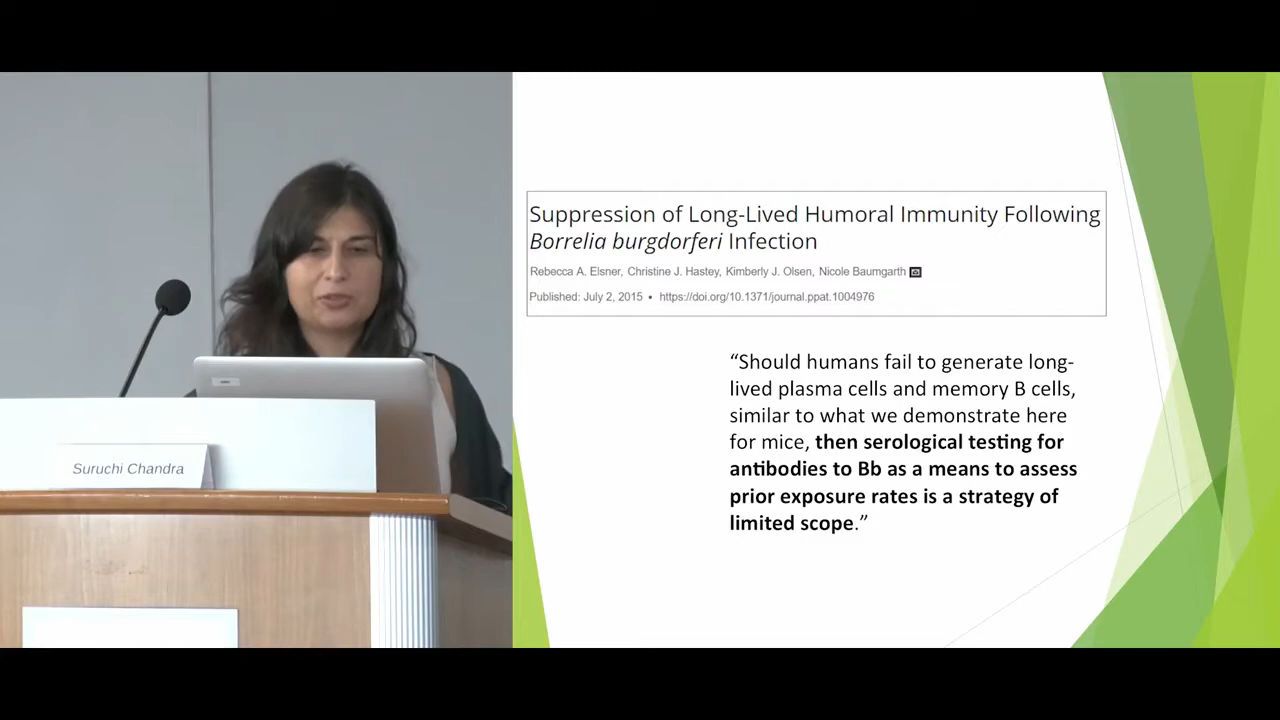 Suruchi Chandra
Suppression of Long-Lived Humoral Immunity Following
Borrelia burgdorferi Infection
Rebecca A. Elsner, Christine J. Hastey, Kimberly J. Olsen, Nicole Baumgarth
Published: July 2, 2015 • https://doi.org/10.1371/journal.ppat.1004976
“Should humans fail to generate long-
lived plasma cells and memory B cells,
similar to what we demonstrate here
for mice, then serological testing for
antibodies to Bb as a means to assess
prior exposure rates is a strategy of
limited scope.”